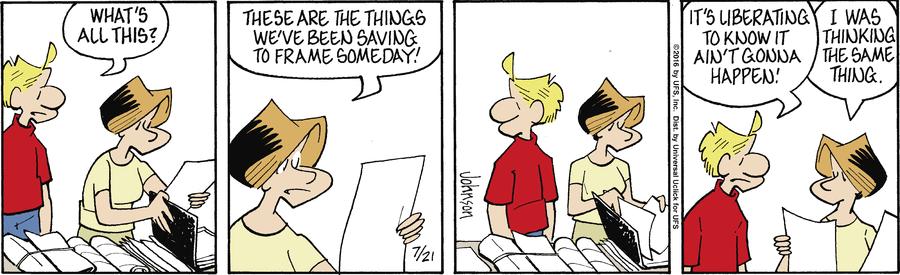 WHAT'S
ALL THIS?
THESE ARE THE THINGS
WE'VE BEEN SAVING
TO FRAME SOMEDAY!
7/21
Johnson
©2016 by UFS, Inc. Dist. by Universal Uclick for UFS
IT'S LIBERATING
TO KNOW IT
AIN'T GONNA
HAPPEN!
I WAS
THINKING
THE SAME
THING.